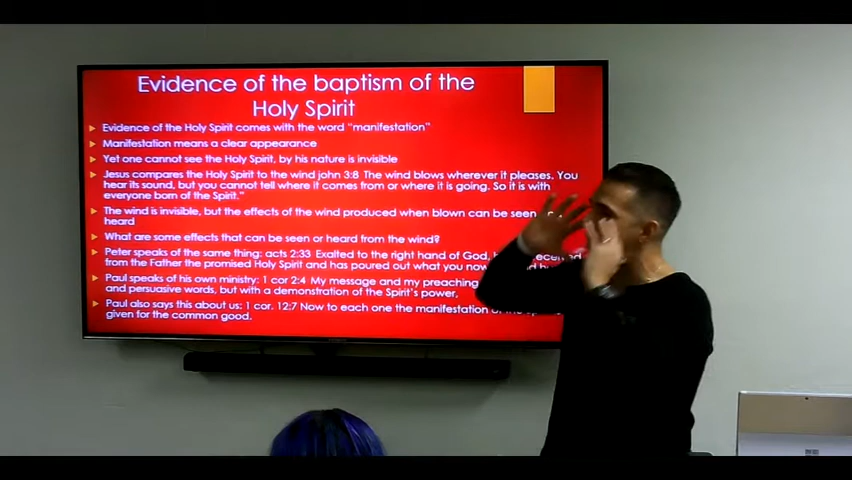 Evidence of the baptism of the
Holy Spirit
Evidence of the Holy Spirit comes with the word "manifestation"
Manifestation means a clear appearance
Yet one cannot see the Holy Spirit, by his nature is invisible
Jesus compares the Holy Spirit to the wind john 3:8 The wind blows wherever it pleases. You
hear its sound, but you cannot tell where it comes from or where it is going. So it is with
everyone born of the Spirit."
The wind is invisible, but the effects of the wind produced when blown can be seen
heard
What are some effects that can be seen or heard from the wind?
Peter speaks of the same thing: acts 2:33 Exalted to the right hand of God,
from the Father the promised Holy Spirit and has poured out what you now
Paul speaks of his own ministry: 1 cor 2:4 My message and my preaching
and persuasive words, but with a demonstration of the Spirit's power,
Paul also says this about us: 1 cor. 12:7 Now to each one the manifestation of the
given for the common good.